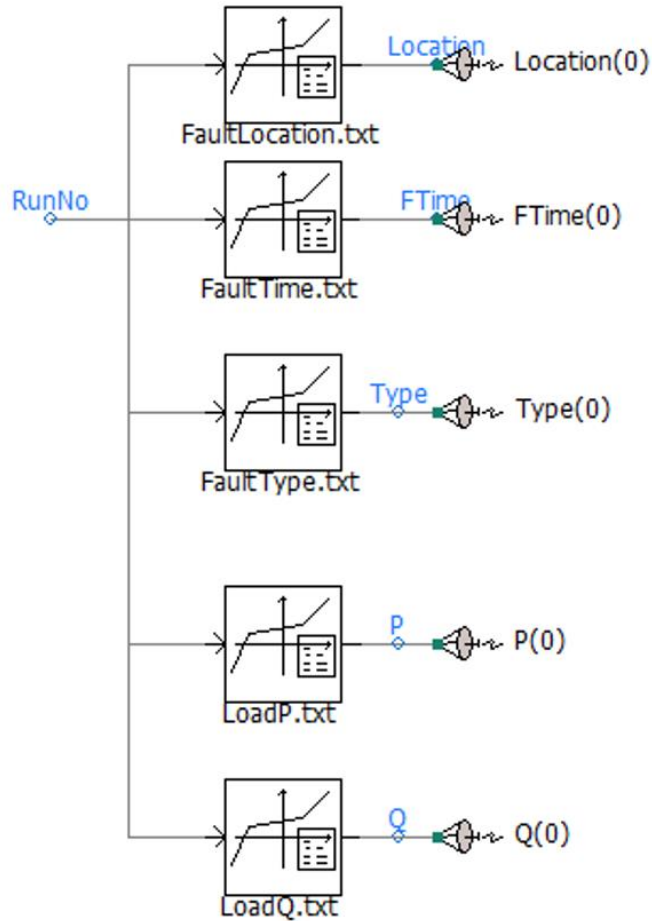 Location
Location(0)
FaultLocation.txt
RunNo
FTime
FTime(0)
FaultTime.txt
Type
Type(0)
FaultType.txt
P
P(0)
LoadP.txt
Q
Q(0)
LoadQ.txt